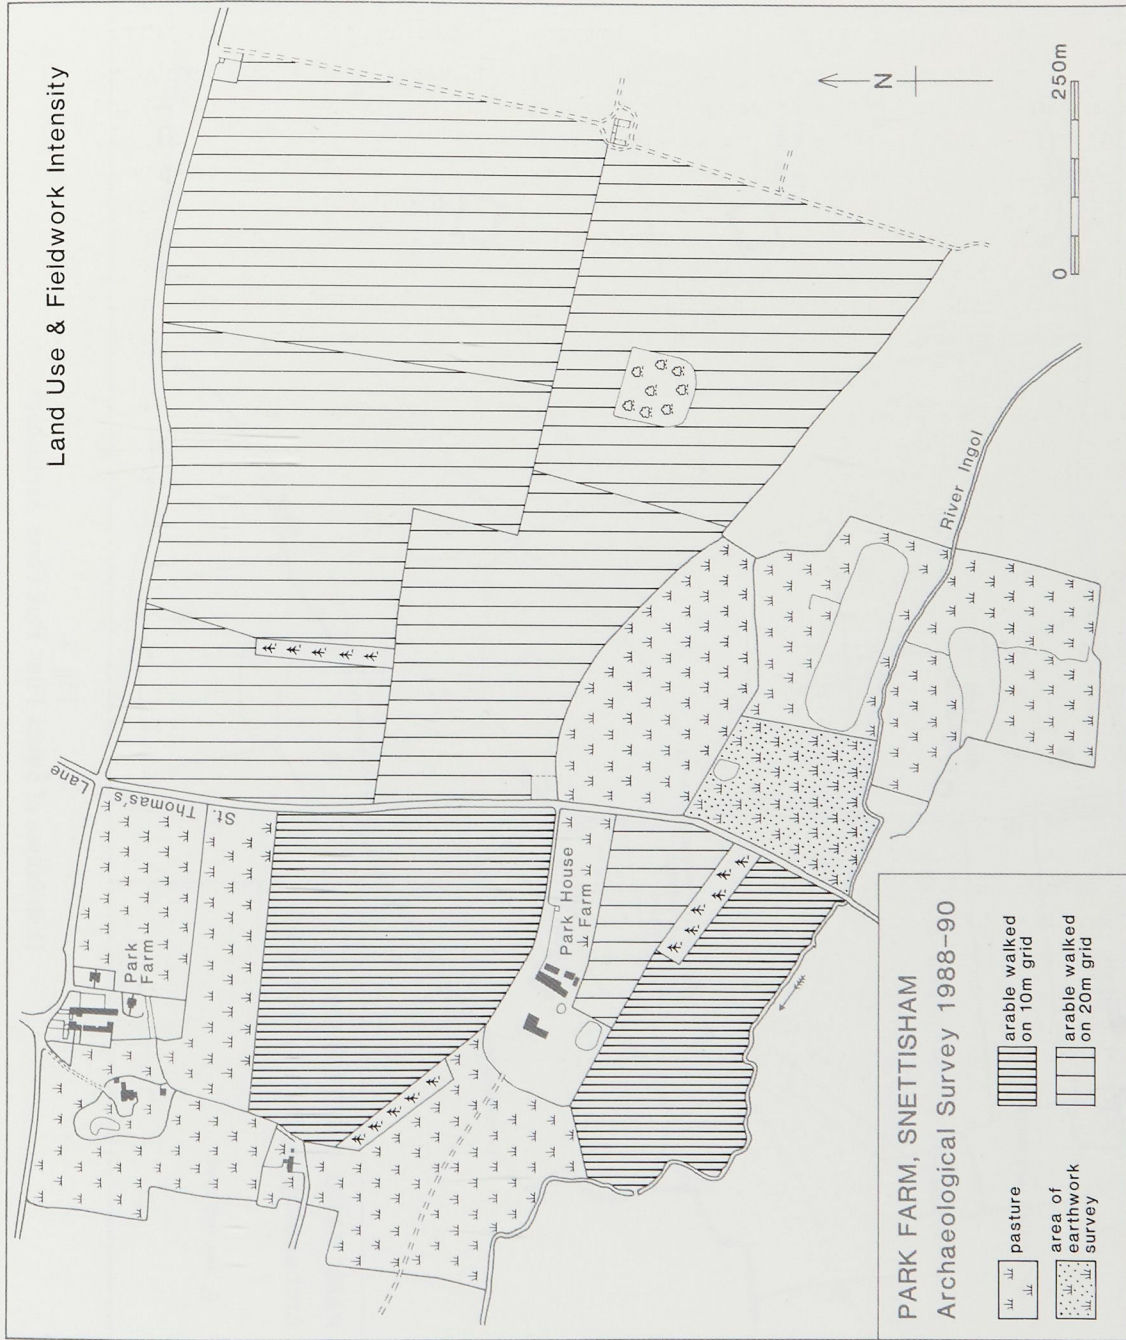 Land Use & Fieldwork Intensity
N
0 250m
St. Thomas's Lane
Park
Farm
Park House
Farm
River Ingol
PARK FARM, SNETTISHAM
Archaeological Survey 1988-90
pasture
area of
earthwork
survey
arable walked
on 10m grid
arable walked
on 20m grid